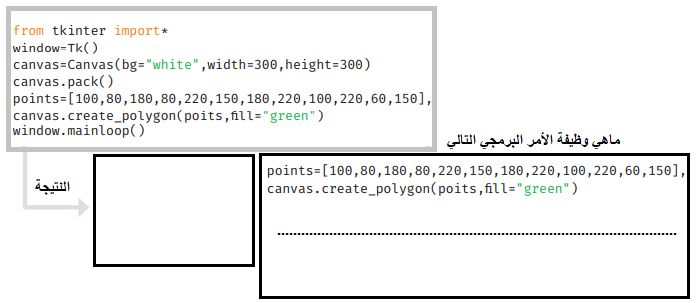 from tkinter import*
window=Tk()
canvas=Canvas(bg="white",width=300,height=300)
canvas.pack()
points=[100,80,180,80,220,150,180,220,100,220,60,150],
canvas.create_polygon(poits,fill="green")
window.mainloop()
ماهي وظيفة الأمر البرمجي التالي
النتيجة
points=[100,80,180,80,220,150,180,220,100,220,60,150],
canvas.create_polygon(poits,fill="green")